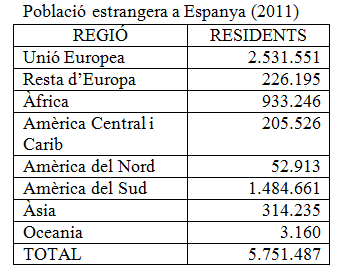 Població estrangera a Espanya (2011)
REGIÓ RESIDENTS
Unió Europea 2.531.551
Resta d'Europa 226.195
Àfrica 933.246
Amèrica Central i
Carib 205.526
Amèrica del Nord 52.913
Amèrica del Sud 1.484.661
Àsia 314.235
Oceania 3.160
TOTAL 5.751.487